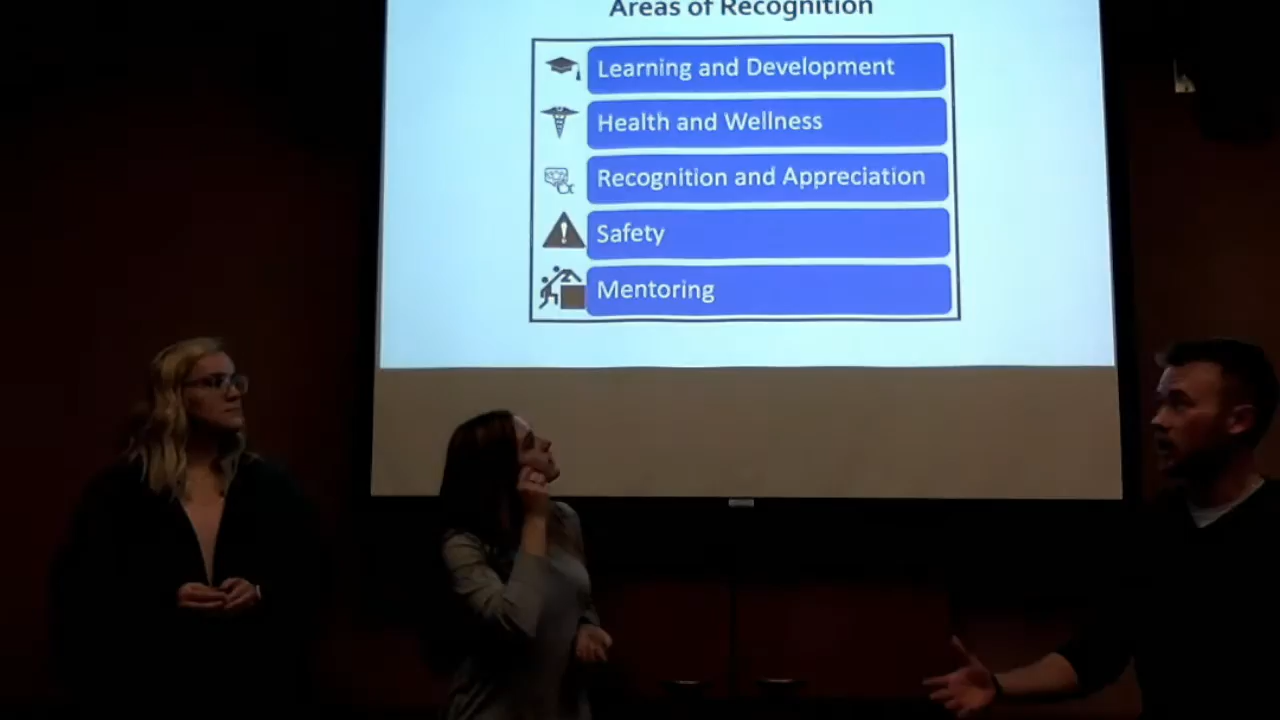 Areas of Recognition
Learning and Development
Health and Wellness
Recognition and Appreciation
Safety
Mentoring